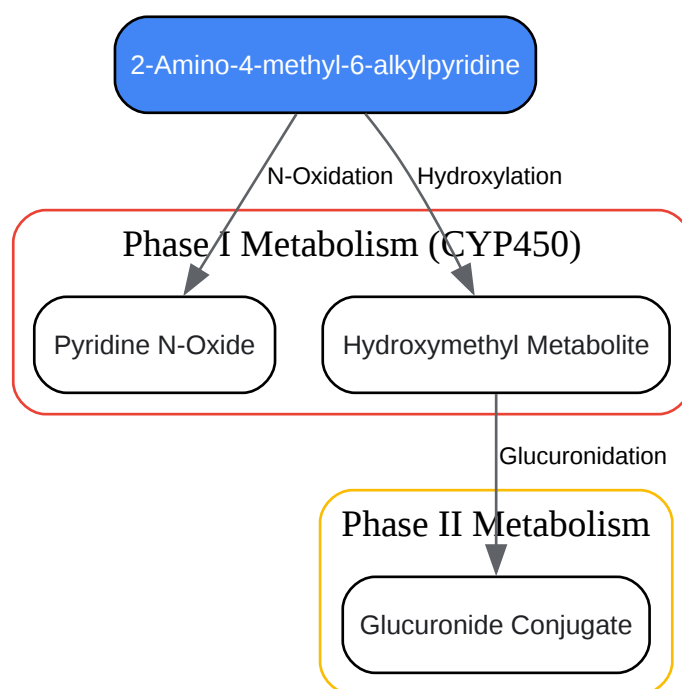 2-Amino-4-methyl-6-alkylpyridine
N-Oxidation
Hydroxylation
Phase I Metabolism (CYP450)
Pyridine N-Oxide
Hydroxymethyl Metabolite
Glucuronidation
Phase II Metabolism
Glucuronide Conjugate